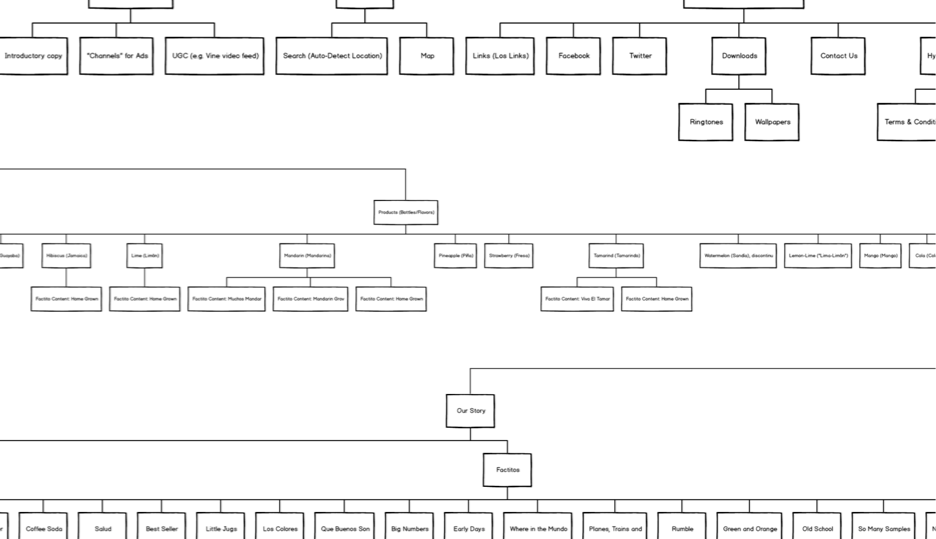 Introductory copy
"Channels" for Ads
UGC (e.g. Vine video feed)
Search (Auto-Detect Location)
Map
Links (Los Links)
Facebook
Twitter
Downloads
Contact Us
Hy
Ringtones
Wallpapers
Terms & Condit
Products (Bottles/Flavors)
Guayaba)
Hibiscus (Jamaica)
Lime (Limón)
Mandarin (Mandarina)
Pineapple (Piña)
Strawberry (Fresa)
Tamarind (Tamarindo)
Watermelon (Sandía), discontinu
Lemon-Lime ("Lima-Limón")
Mango (Mango)
Cola (Col
Factito Content: Home Grown
Factito Content: Home Grown
Factito Content: Muchos Mandar
Factito Content: Mandarin Grov
Factito Content: Home Grown
Factito Content: Viva El Tamar
Factito Content: Home Grown
Our Story
Factitos
r
Coffee Soda
Salud
Best Seller
Little Jugs
Los Colores
Que Buenos Son
Big Numbers
Early Days
Where in the Mundo
Planes, Trains and
Rumble
Green and Orange
Old School
So Many Samples
N